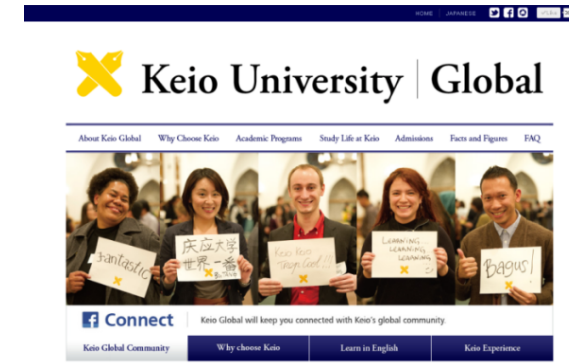 HOME JAPANESE
Keio University Global
About Keio Global Why Choose Keio Academic Programs Study Life at Keio Admissions Facts and Figures FAQ
Fantastic
庆应大学
世界一番
Keio Keio
Cool!!!
LEARNING...
LEARNING
LEARNING
Bagus!
Connect Keio Global will keep you connected with Keio's global community.
Keio Global Community Why choose Keio Learn in English Keio Experience